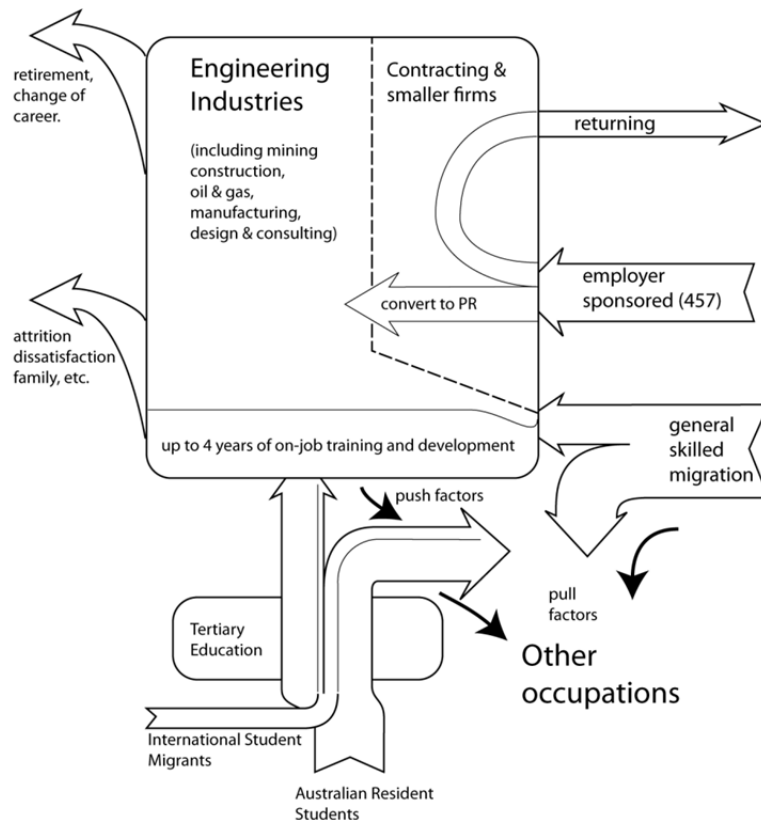 retirement,
change of
career.
Engineering
Industries
(including mining
construction,
oil & gas,
manufacturing,
design & consulting)
Contracting &
smaller firms
returning
employer
sponsored (457)
convert to PR
attrition
dissatisfaction
family, etc.
general
skilled
migration
up to 4 years of on-job training and development
push factors
pull
factors
Tertiary
Education
Other
occupations
International Student
Migrants
Australian Resident
Students